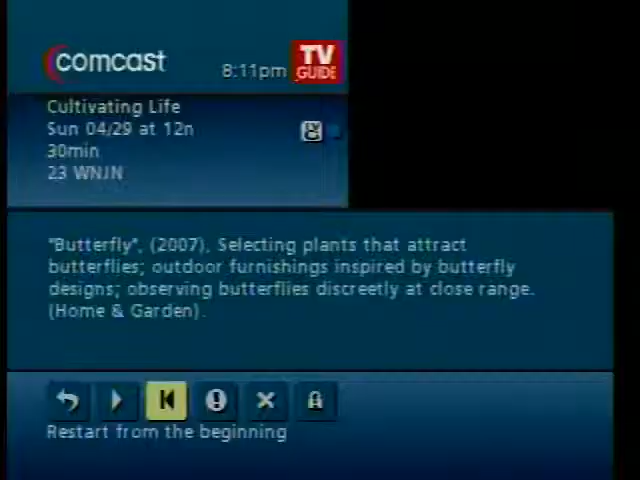 comcast
8:11pm
TV
GUIDE
Cultivating Life
Sun 04/29 at 12n
30min
23 WNJN
"Butterfly", (2007), Selecting plants that attract
butterflies; outdoor furnishings inspired by butterfly
designs; observing butterflies discreetly at close range.
(Home & Garden).
Restart from the beginning